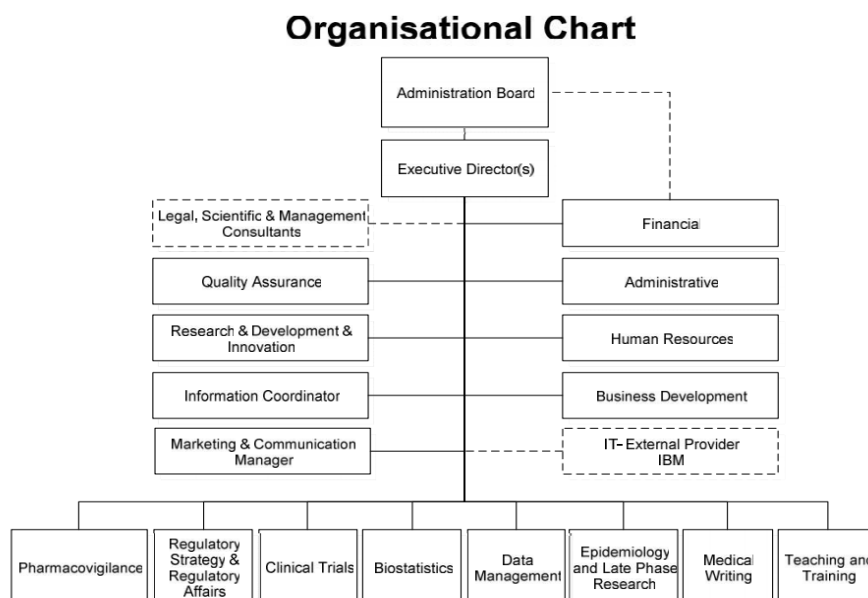 Organisational Chart
Administration Board
Executive Director(s)
Legal, Scientific & Management
Consultants
Financial
Quality Assurance
Administrative
Research & Development &
Innovation
Human Resources
Information Coordinator
Business Development
Marketing & Communication
Manager
IT–External Provider
IBM
Pharmacovigilance
Regulatory
Strategy &
Regulatory
Affairs
Clinical Trials
Biostatistics
Data
Management
Epidemiology
and Late Phase
Research
Medical
Writing
Teaching and
Training